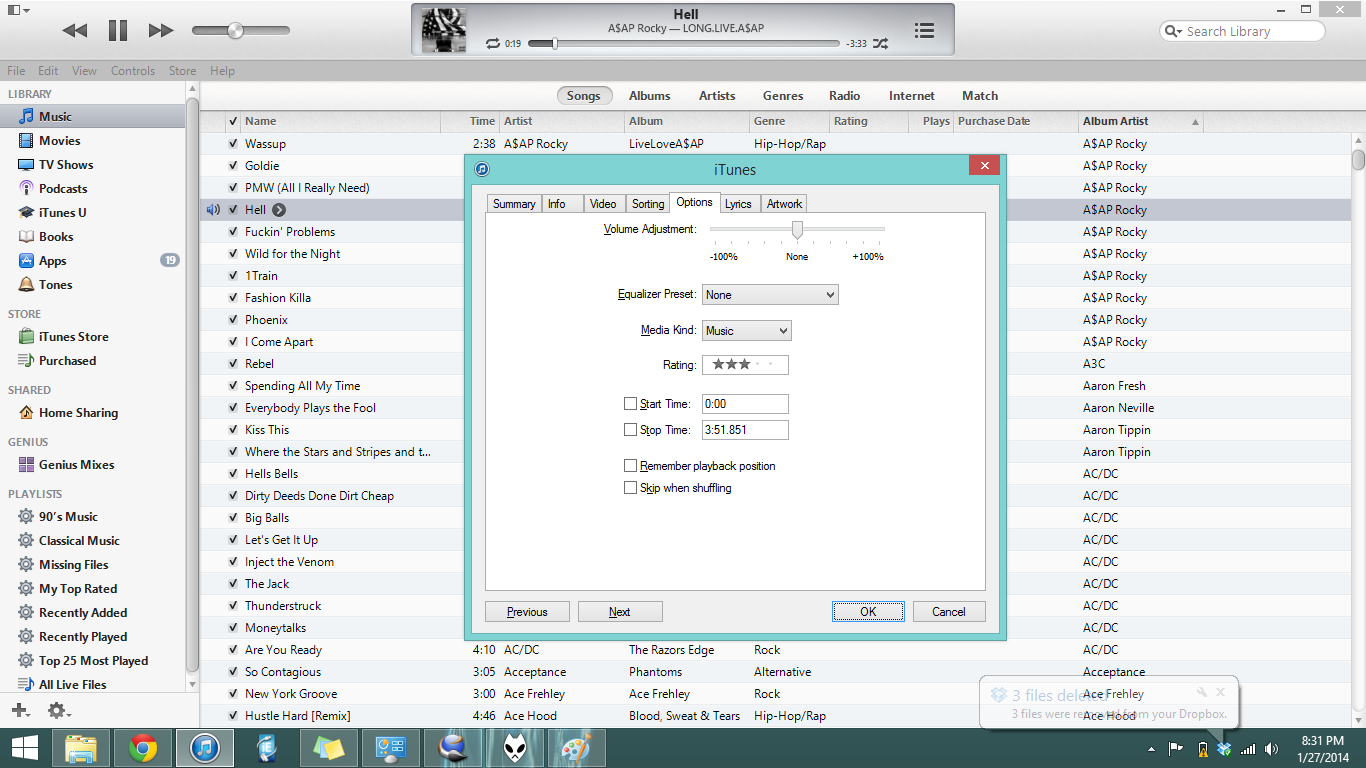 Hell
A$AP Rocky — LONG.LIVE.A$AP
0:19
-3:33
Search Library
File Edit View Controls Store Help
LIBRARY
Music
Movies
TV Shows
Podcasts
iTunes U
Books
Apps 19
Tones
STORE
iTunes Store
Purchased
SHARED
Home Sharing
GENIUS
Genius Mixes
PLAYLISTS
90's Music
Classical Music
Missing Files
My Top Rated
Recently Added
Recently Played
Top 25 Most Played
All Live Files
Songs Albums Artists Genres Radio Internet Match
Name Time Artist Album Genre Rating Plays Purchase Date Album Artist
Wassup 2:38 A$AP Rocky LiveLoveA$AP Hip-Hop/Rap A$AP Rocky
Goldie A$AP Rocky
PMW (All I Really Need) A$AP Rocky
Hell A$AP Rocky
Fuckin' Problems A$AP Rocky
Wild for the Night A$AP Rocky
1Train A$AP Rocky
Fashion Killa A$AP Rocky
Phoenix A$AP Rocky
I Come Apart A$AP Rocky
Rebel A3C
Spending All My Time Aaron Fresh
Everybody Plays the Fool Aaron Neville
Kiss This Aaron Tippin
Where the Stars and Stripes and t... Aaron Tippin
Hells Bells AC/DC
Dirty Deeds Done Dirt Cheap AC/DC
Big Balls AC/DC
Let's Get It Up AC/DC
Inject the Venom AC/DC
The Jack AC/DC
Thunderstruck AC/DC
Moneytalks AC/DC
Are You Ready 4:10 AC/DC The Razors Edge Rock AC/DC
So Contagious 3:05 Acceptance Phantoms Alternative Acceptance
New York Groove 3:00 Ace Frehley Ace Frehley Rock Ace Frehley
Hustle Hard [Remix] 4:46 Ace Hood Blood, Sweat & Tears Hip-Hop/Rap Ace Hood
iTunes
Summary Info Video Sorting Options Lyrics Artwork
Volume Adjustment:
-100% None +100%
Equalizer Preset: None
Media Kind: Music
Rating:
Start Time: 0:00
Stop Time: 3:51.851
Remember playback position
Skip when shuffling
Previous Next OK Cancel
3 files deleted
3 files were removed from your Dropbox.
8:31 PM
1/27/2014